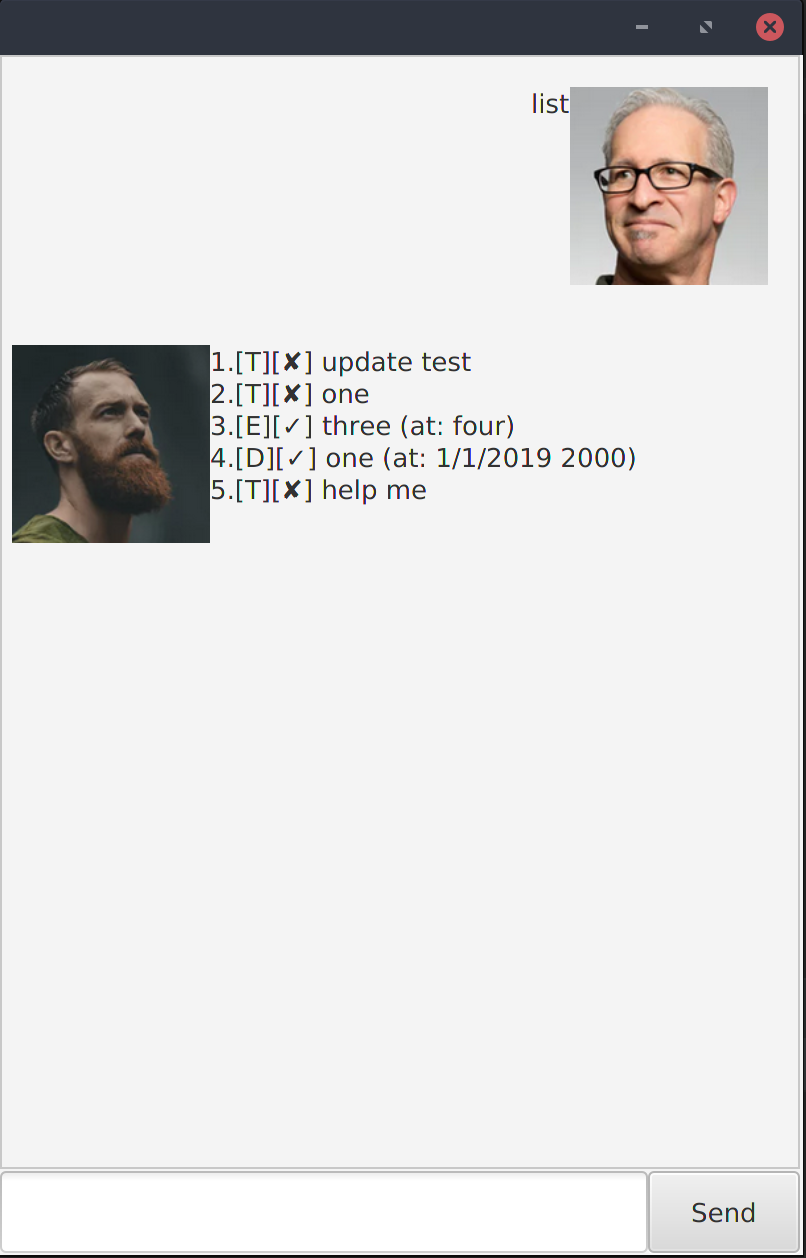 list
1.[T][✘] update test
2.[T][✘] one
3.[E][✓] three (at: four)
4.[D][✓] one (at: 1/1/2019 2000)
5.[T][✘] help me
Send